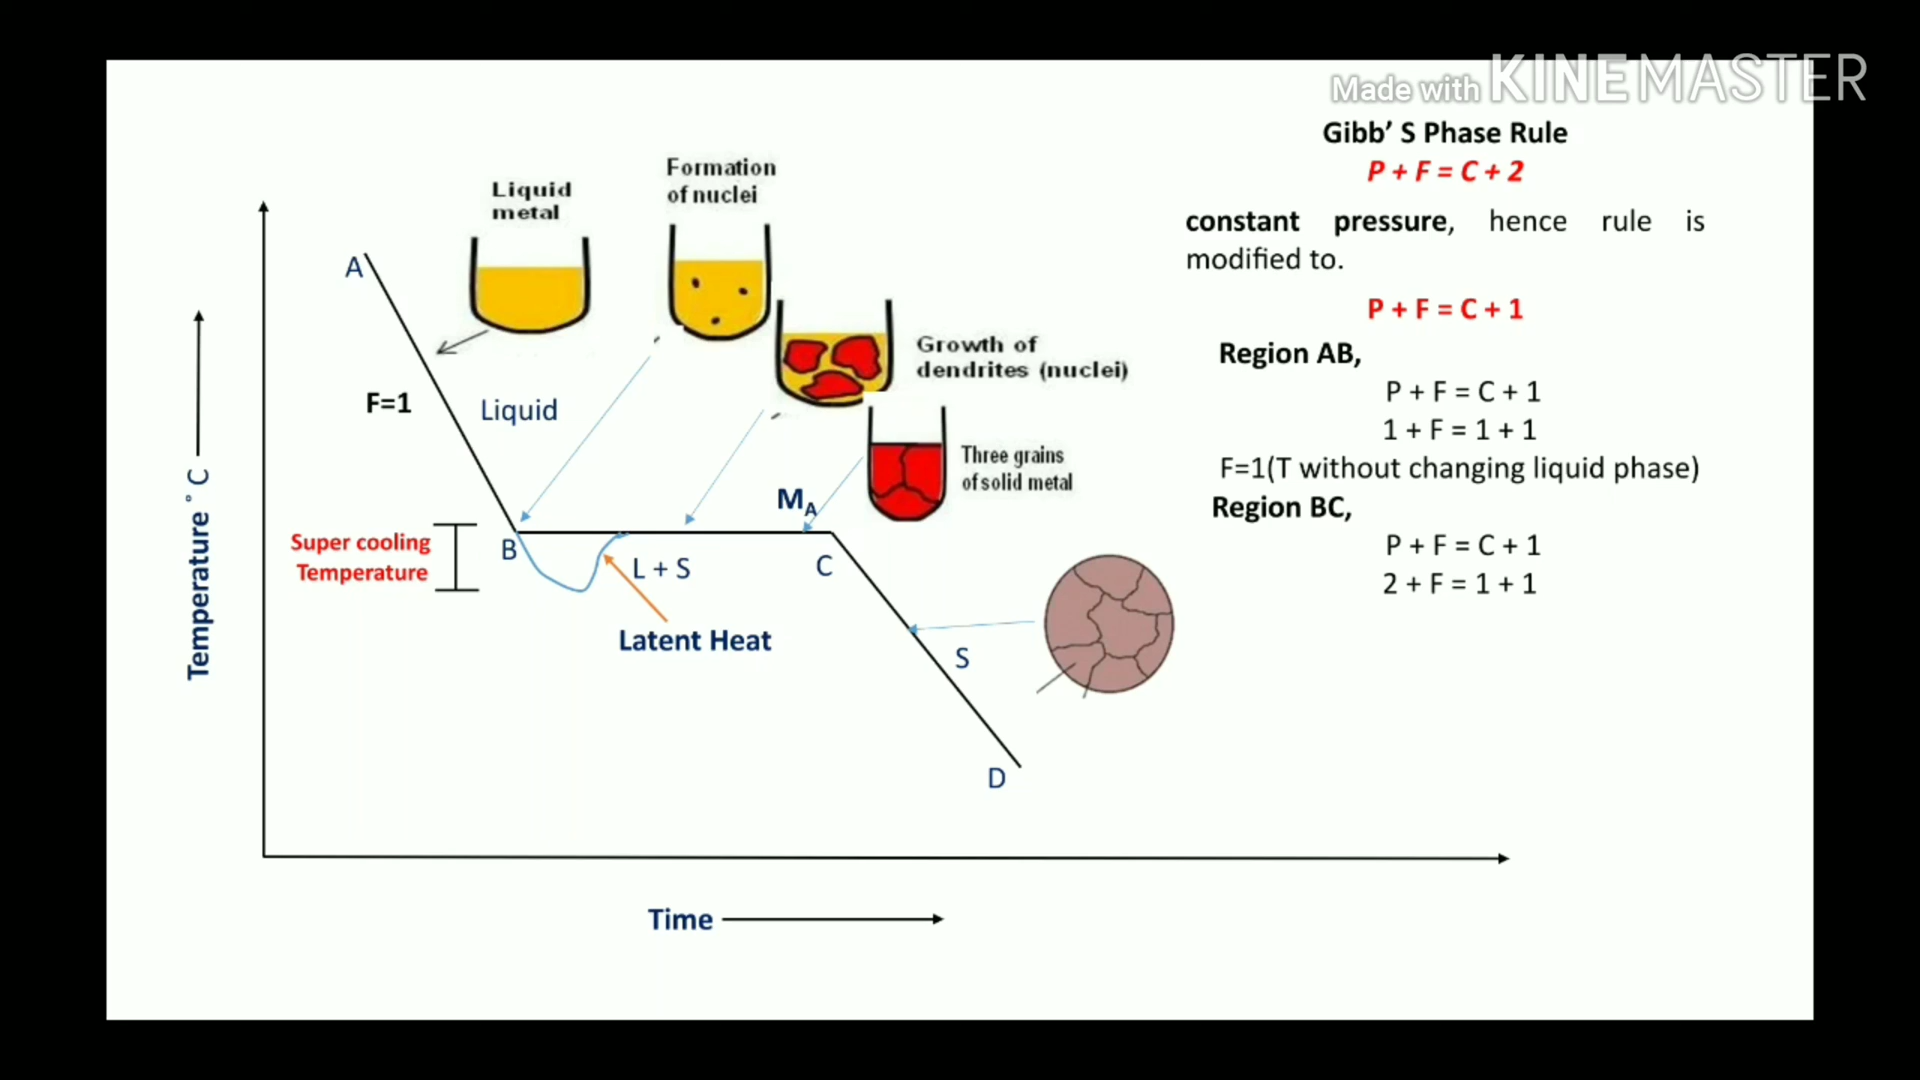 Made with KINEMASTER
Gibb' S Phase Rule
P + F = C + 2
constant pressure, hence rule is
modified to.
P + F = C + 1
Region AB,
P + F = C + 1
1 + F = 1 + 1
F=1(T without changing liquid phase)
Region BC,
P + F = C + 1
2 + F = 1 + 1
Liquid
metal
Formation
of nuclei
Growth of
dendrites (nuclei)
Three grains
of solid metal
A
F=1
Liquid
MA
Super cooling
Temperature
B
L + S
C
Latent Heat
S
D
Temperature ˚ C
Time